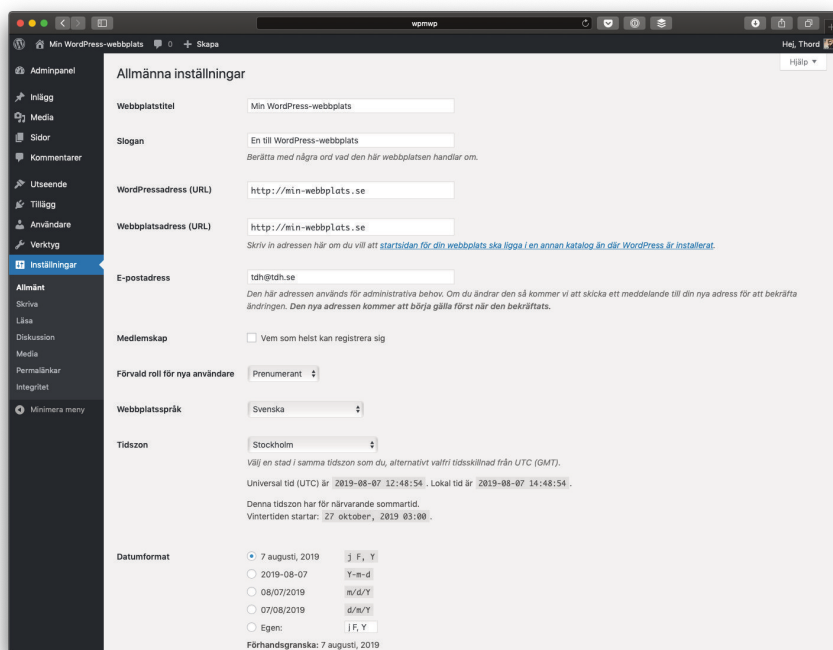 wpmwp
Min WordPress-webbplats 0 + Skapa
Hej, Thord
Hjälp ▼
Adminpanel
Inlägg
Media
Sidor
Kommentarer
Utseende
Tillägg
Användare
Verktyg
Inställningar
Allmänt
Skriva
Läsa
Diskussion
Media
Permalänkar
Integritet
Minimera meny
Allmänna inställningar
Webbplatstitel
Min WordPress-webbplats
Slogan
En till WordPress-webbplats
Berätta med några ord vad den här webbplatsen handlar om.
WordPressadress (URL)
http://min-webbplats.se
Webbplatsadress (URL)
http://min-webbplats.se
Skriv in adressen här om du vill att startsidan för din webbplats ska ligga i en annan katalog än där WordPress är installerat.
E-postadress
tdh@tdh.se
Den här adressen används för administrativa behov. Om du ändrar den så kommer vi att skicka ett meddelande till din nya adress för att bekräfta
ändringen. Den nya adressen kommer att börja gälla först när den bekräftats.
Medlemskap
Vem som helst kan registrera sig
Förvald roll för nya användare
Prenumerant
Webbplatsspråk
Svenska
Tidszon
Stockholm
Välj en stad i samma tidszon som du, alternativt valfri tidsskillnad från UTC (GMT).
Universal tid (UTC) är 2019-08-07 12:48:54 . Lokal tid är 2019-08-07 14:48:54 .
Denna tidszon har för närvarande sommartid.
Vintertiden startar: 27 oktober, 2019 03:00 .
Datumformat
7 augusti, 2019 j F, Y
2019-08-07 Y-m-d
08/07/2019 m/d/Y
07/08/2019 d/m/Y
Egen: j F, Y
Förhandsgranska: 7 augusti, 2019